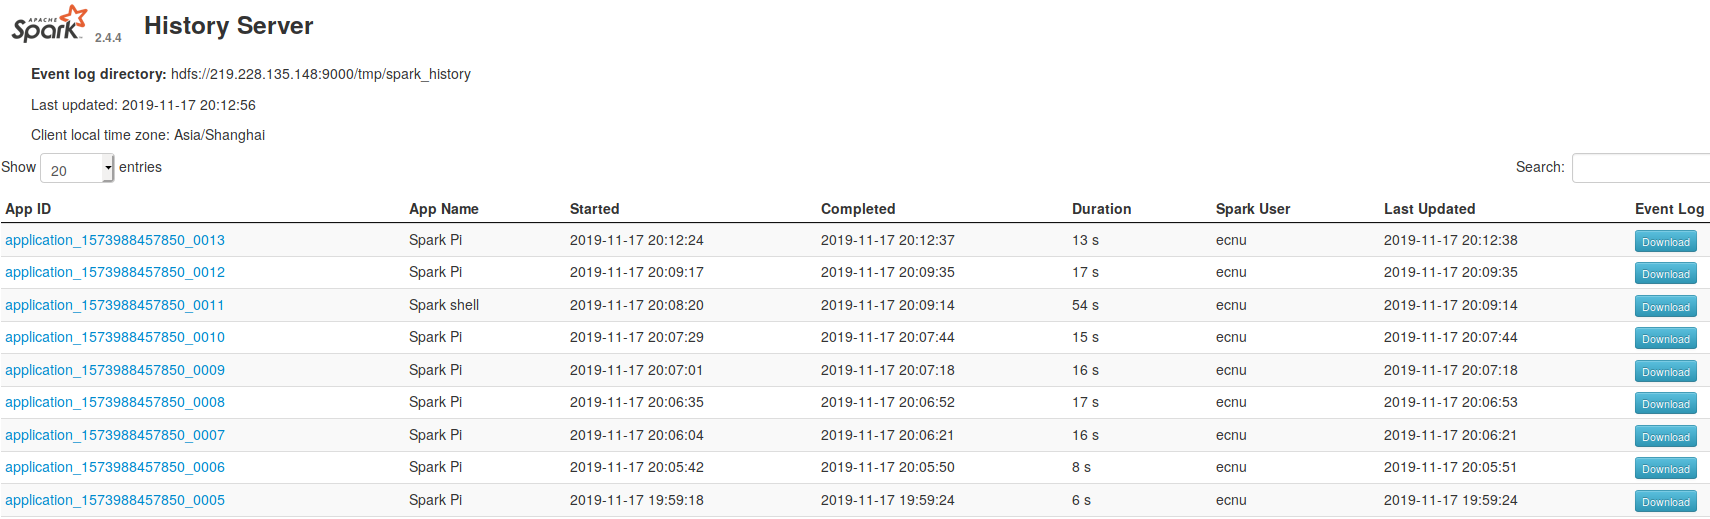 APACHE
Spark 2.4.4 History Server
Event log directory: hdfs://219.228.135.148:9000/tmp/spark_history
Last updated: 2019-11-17 20:12:56
Client local time zone: Asia/Shanghai
Show 20 entries Search:
App ID App Name Started Completed Duration Spark User Last Updated Event Log
application_1573988457850_0013 Spark Pi 2019-11-17 20:12:24 2019-11-17 20:12:37 13 s ecnu 2019-11-17 20:12:38 Download
application_1573988457850_0012 Spark Pi 2019-11-17 20:09:17 2019-11-17 20:09:35 17 s ecnu 2019-11-17 20:09:35 Download
application_1573988457850_0011 Spark shell 2019-11-17 20:08:20 2019-11-17 20:09:14 54 s ecnu 2019-11-17 20:09:14 Download
application_1573988457850_0010 Spark Pi 2019-11-17 20:07:29 2019-11-17 20:07:44 15 s ecnu 2019-11-17 20:07:44 Download
application_1573988457850_0009 Spark Pi 2019-11-17 20:07:01 2019-11-17 20:07:18 16 s ecnu 2019-11-17 20:07:18 Download
application_1573988457850_0008 Spark Pi 2019-11-17 20:06:35 2019-11-17 20:06:52 17 s ecnu 2019-11-17 20:06:53 Download
application_1573988457850_0007 Spark Pi 2019-11-17 20:06:04 2019-11-17 20:06:21 16 s ecnu 2019-11-17 20:06:21 Download
application_1573988457850_0006 Spark Pi 2019-11-17 20:05:42 2019-11-17 20:05:50 8 s ecnu 2019-11-17 20:05:51 Download
application_1573988457850_0005 Spark Pi 2019-11-17 19:59:18 2019-11-17 19:59:24 6 s ecnu 2019-11-17 19:59:24 Download